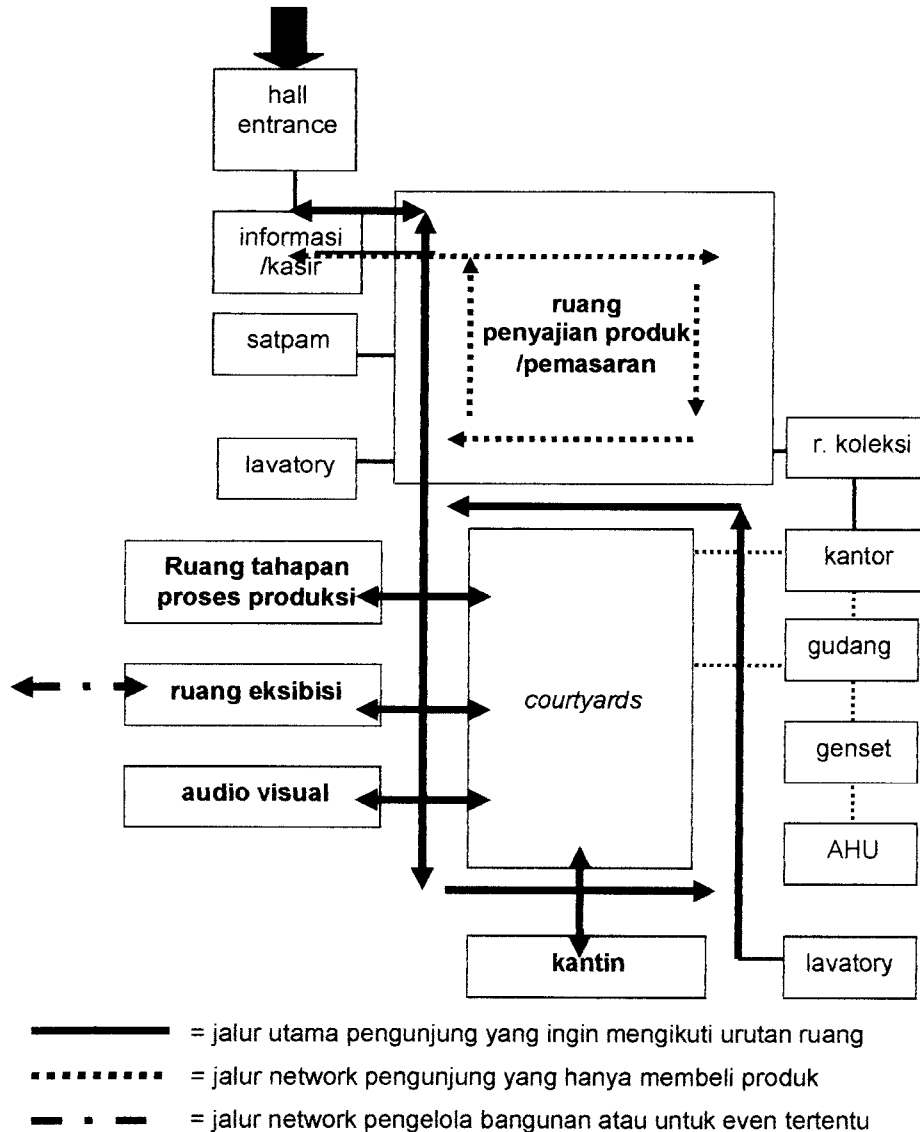 hall
entrance
informasi
/kasir
ruang
penyajian produk
/pemasaran
satpam
lavatory
r. koleksi
kantor
Ruang tahapan
proses produksi
gudang
ruang eksibisi
courtyards
genset
audio visual
AHU
kantin
lavatory
= jalur utama pengunjung yang ingin mengikuti urutan ruang
= jalur network pengunjung yang hanya membeli produk
= jalur network pengelola bangunan atau untuk even tertentu